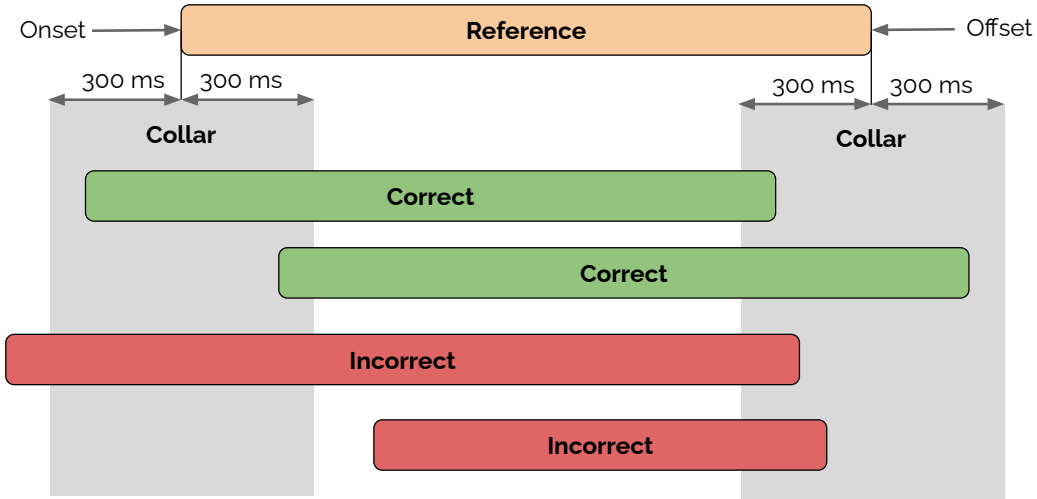 Onset
Reference
Offset
300 ms
300 ms
300 ms
300 ms
Collar
Collar
Correct
Correct
Incorrect
Incorrect